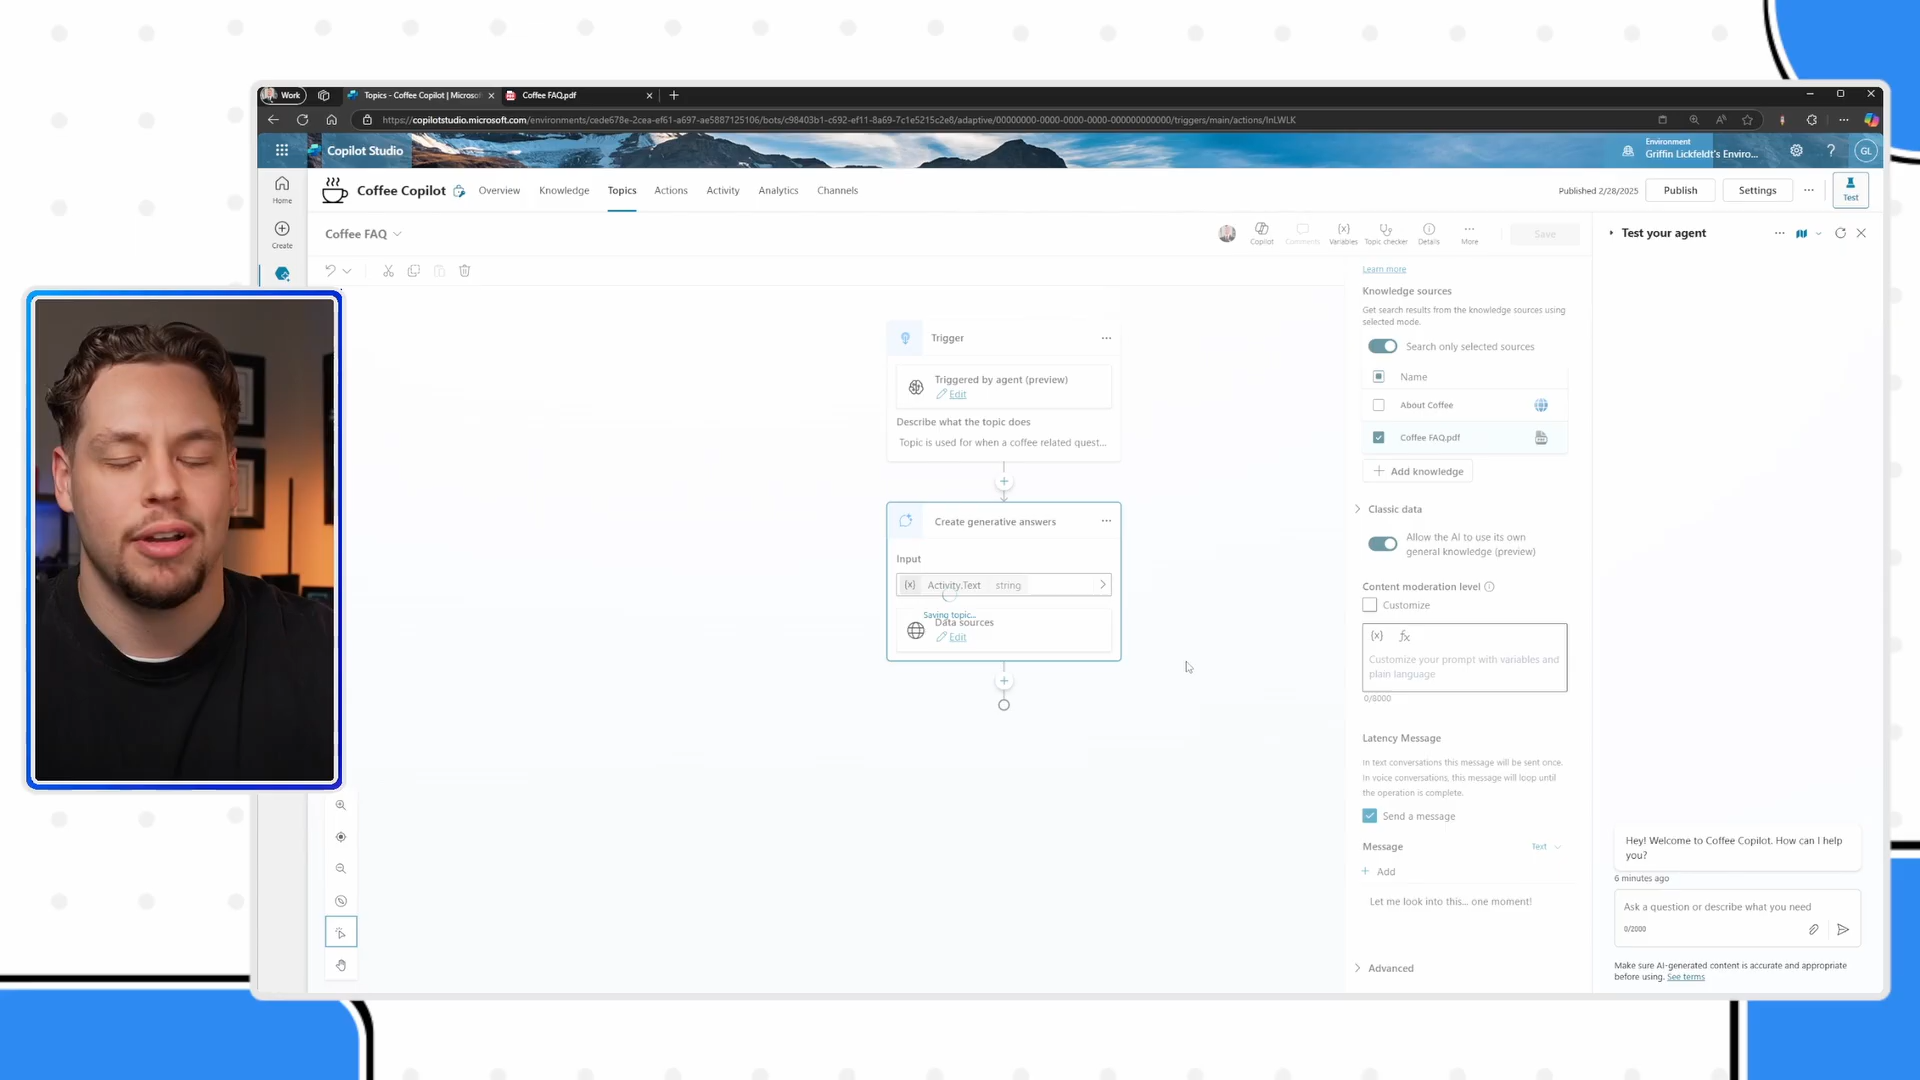 Work
Topics - Coffee Copilot | Microso
Coffee FAQ.pdf
https://copilotstudio.microsoft.com/environments/cede678e-2cea-ef61-a697-ae5887125106/bots/c98403b1-c692-ef11-8a69-7c1e5215c2e8/adaptive/00000000-0000-0000-0000-000000000000/triggers/main/actions/lnLWLK
Copilot Studio
Environment
Griffin Lickfeldt's Enviro...
GL
Home
Create
Coffee Copilot
Overview
Knowledge
Topics
Actions
Activity
Analytics
Channels
Published 2/28/2025
Publish
Settings
Test
Coffee FAQ
Copilot
Comments
Variables
Topic checker
Details
More
Save
Trigger
Triggered by agent (preview)
Edit
Describe what the topic does
Topic is used for when a coffee related quest...
Create generative answers
Input
(x) Activity.Text string
Saving topic...
Data sources
Edit
Learn more
Knowledge sources
Get search results from the knowledge sources using
selected mode.
Search only selected sources
Name
About Coffee
Coffee FAQ.pdf
Add knowledge
Classic data
Allow the AI to use its own
general knowledge (preview)
Content moderation level
Customize
(x) fx
Customize your prompt with variables and
plain language
0/8000
Latency Message
In text conversations this message will be sent once.
In voice conversations, this message will loop until
the operation is complete.
Send a message
Message
Text
Add
Let me look into this... one moment!
Advanced
Test your agent
Hey! Welcome to Coffee Copilot. How can I help
you?
6 minutes ago
Ask a question or describe what you need
0/2000
Make sure AI-generated content is accurate and appropriate
before using. See terms